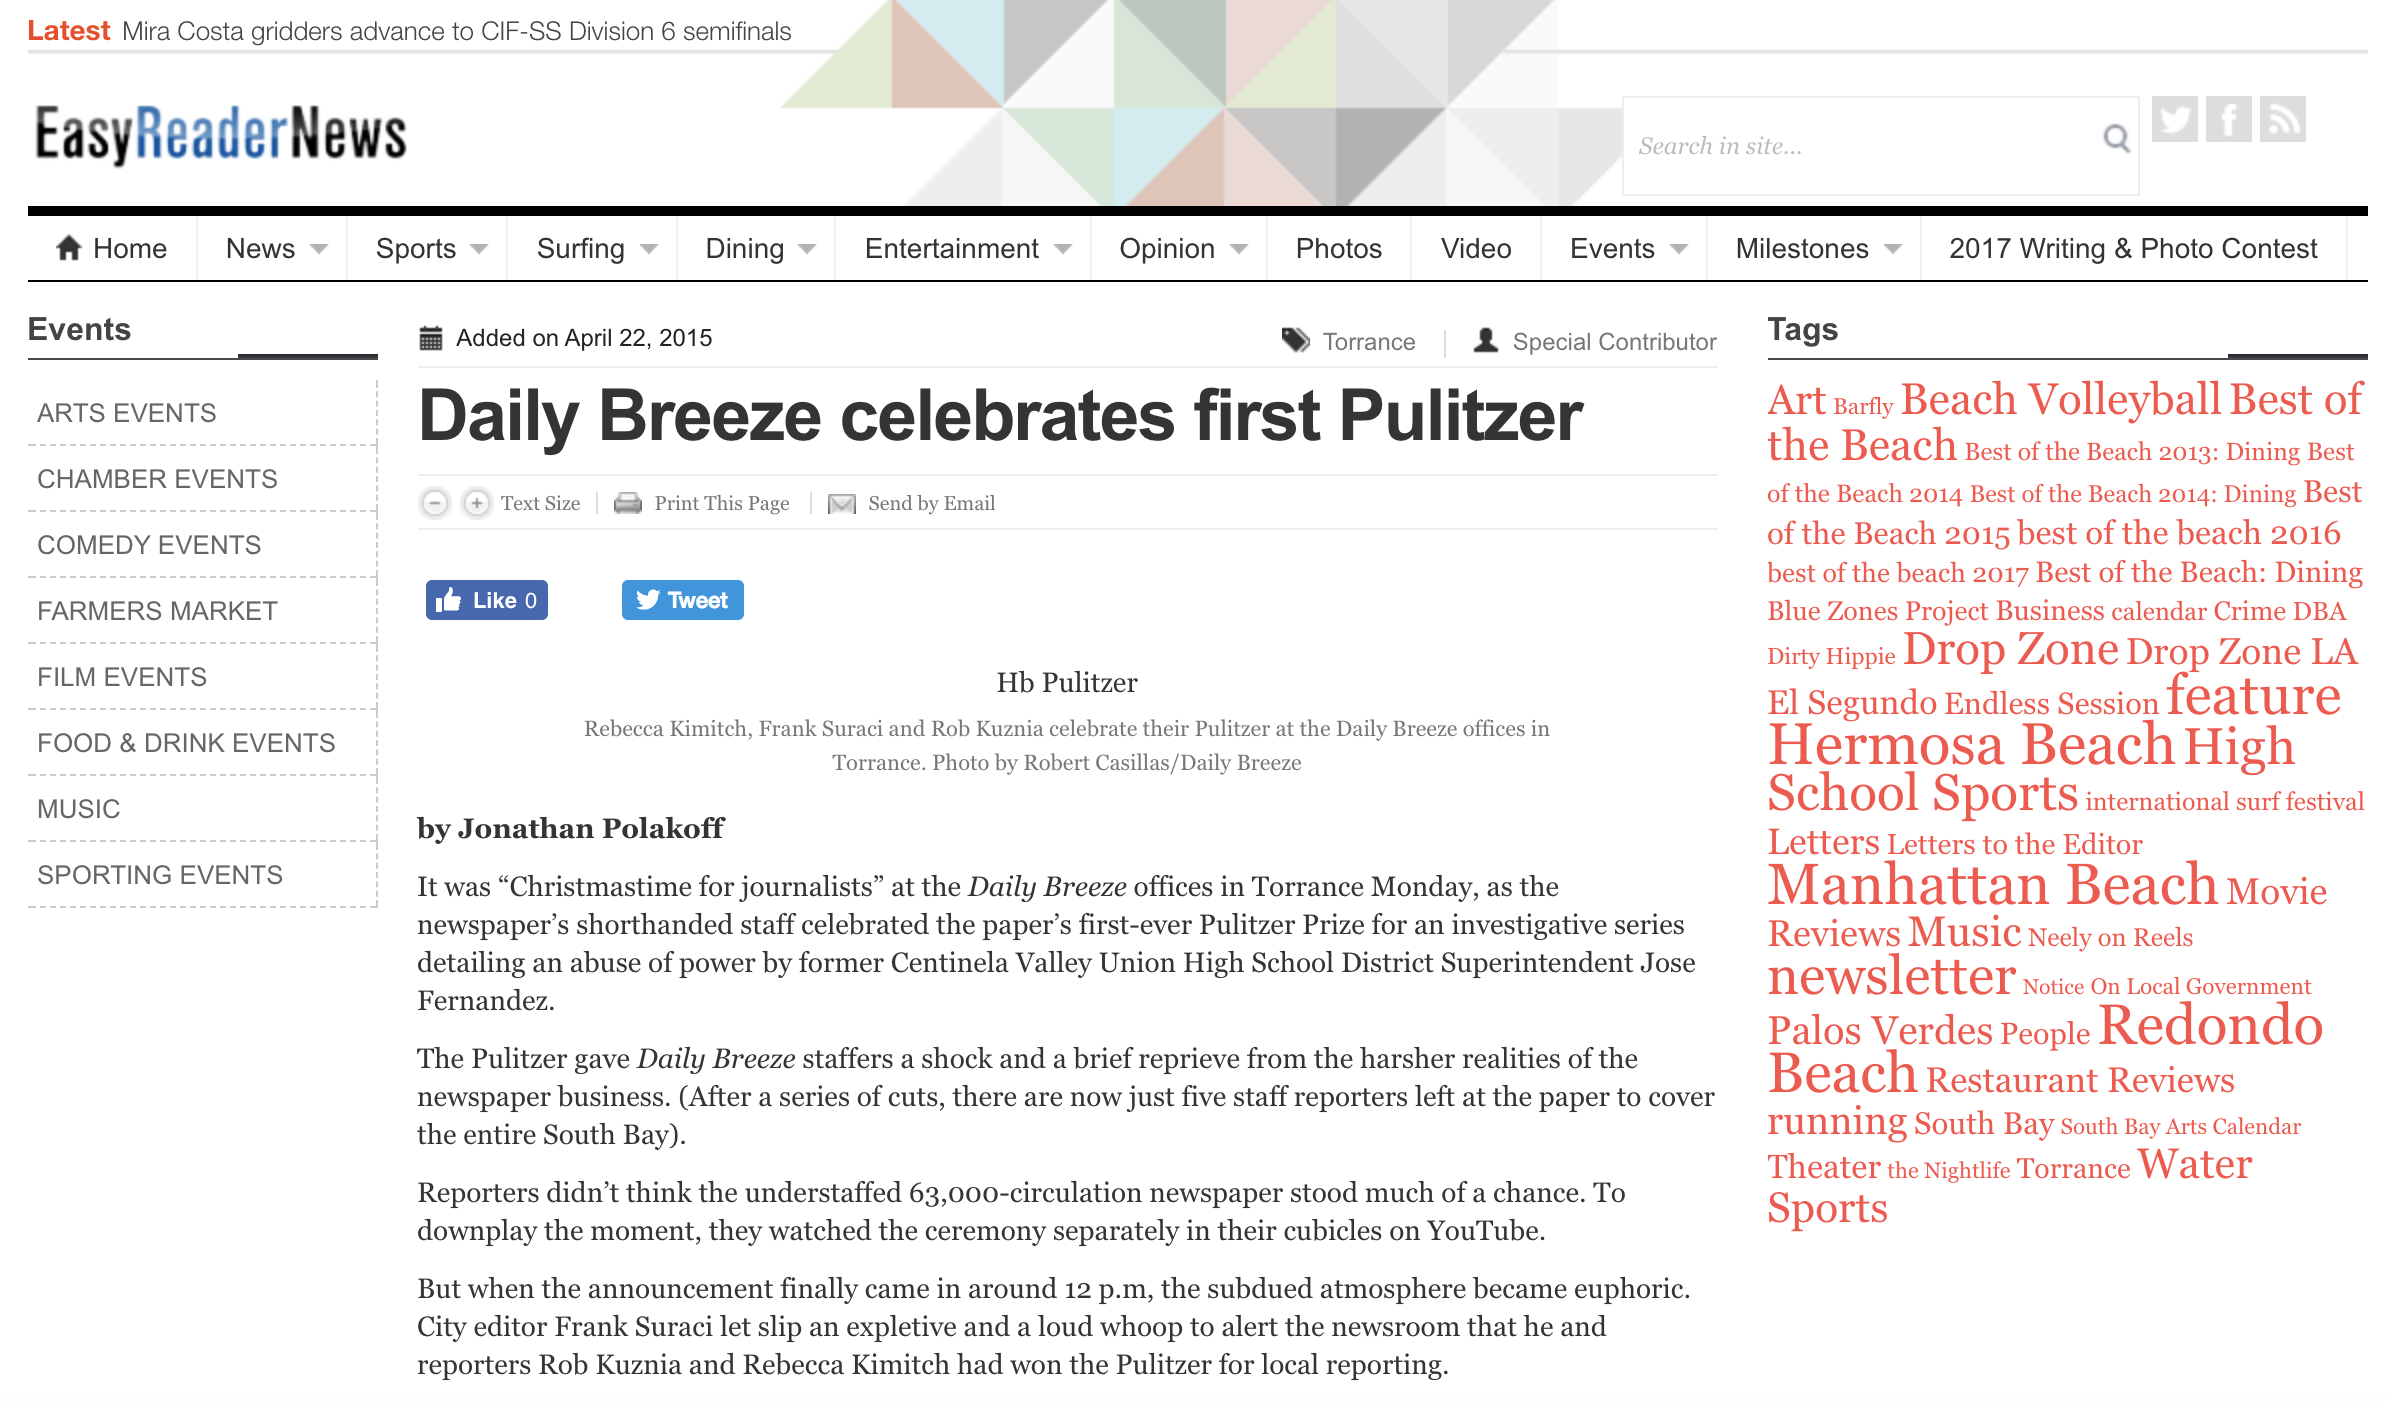 Latest Mira Costa gridders advance to CIF-SS Division 6 semifinals
EasyReaderNews
Search in site...
Home News Sports Surfing Dining Entertainment Opinion Photos Video Events Milestones 2017 Writing & Photo Contest
Events
ARTS EVENTS
CHAMBER EVENTS
COMEDY EVENTS
FARMERS MARKET
FILM EVENTS
FOOD & DRINK EVENTS
MUSIC
SPORTING EVENTS
Added on April 22, 2015
Torrance
Special Contributor
Daily Breeze celebrates first Pulitzer
Text Size Print This Page Send by Email
Like 0
Tweet
Hb Pulitzer
Rebecca Kimitch, Frank Suraci and Rob Kuznia celebrate their Pulitzer at the Daily Breeze offices in
Torrance. Photo by Robert Casillas/Daily Breeze
by Jonathan Polakoff
It was “Christmastime for journalists” at the Daily Breeze offices in Torrance Monday, as the
newspaper’s shorthanded staff celebrated the paper’s first-ever Pulitzer Prize for an investigative series
detailing an abuse of power by former Centinela Valley Union High School District Superintendent Jose
Fernandez.
The Pulitzer gave Daily Breeze staffers a shock and a brief reprieve from the harsher realities of the
newspaper business. (After a series of cuts, there are now just five staff reporters left at the paper to cover
the entire South Bay).
Reporters didn’t think the understaffed 63,000-circulation newspaper stood much of a chance. To
downplay the moment, they watched the ceremony separately in their cubicles on YouTube.
But when the announcement finally came in around 12 p.m, the subdued atmosphere became euphoric.
City editor Frank Suraci let slip an expletive and a loud whoop to alert the newsroom that he and
reporters Rob Kuznia and Rebecca Kimitch had won the Pulitzer for local reporting.
Tags
Art Barfly Beach Volleyball Best of
the Beach Best of the Beach 2013: Dining Best
of the Beach 2014 Best of the Beach 2014: Dining Best
of the Beach 2015 best of the beach 2016
best of the beach 2017 Best of the Beach: Dining
Blue Zones Project Business calendar Crime DBA
Dirty Hippie Drop Zone Drop Zone LA
El Segundo Endless Session feature
Hermosa Beach High
School Sports international surf festival
Letters Letters to the Editor
Manhattan Beach Movie
Reviews Music Neely on Reels
newsletter Notice On Local Government
Palos Verdes People Redondo
Beach Restaurant Reviews
running South Bay South Bay Arts Calendar
Theater the Nightlife Torrance Water
Sports